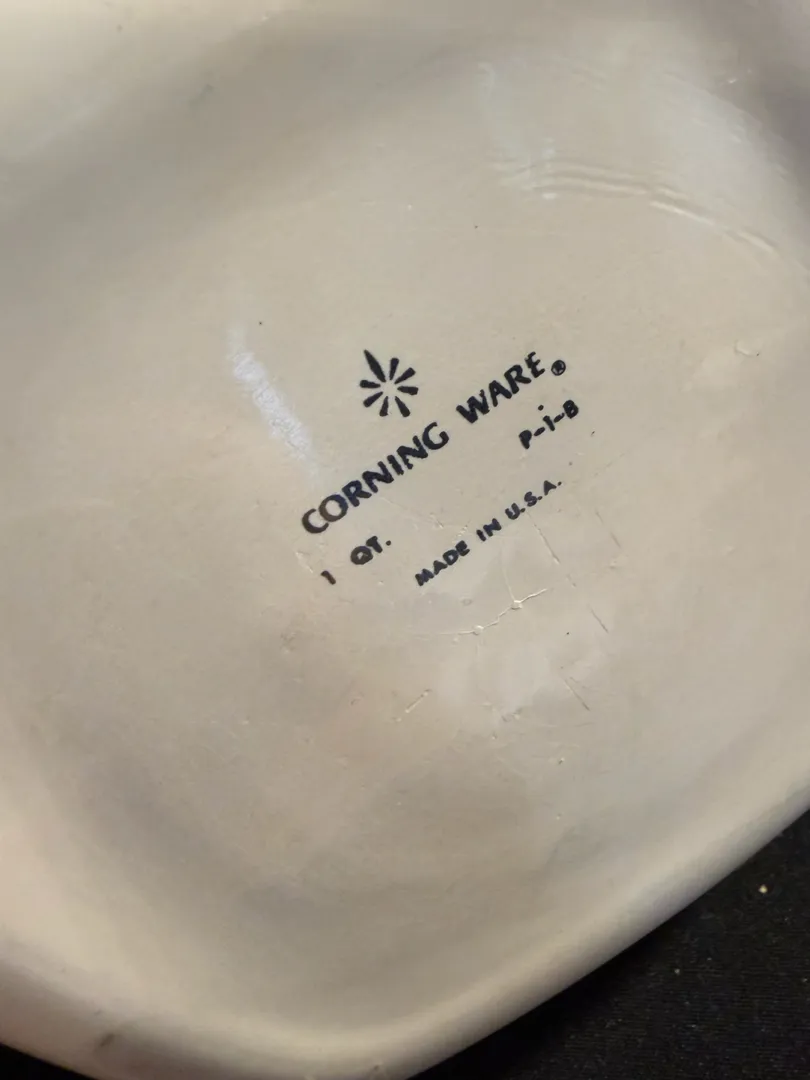 CORNING WARE®
P-1-B
1 QT.
MADE IN U.S.A.